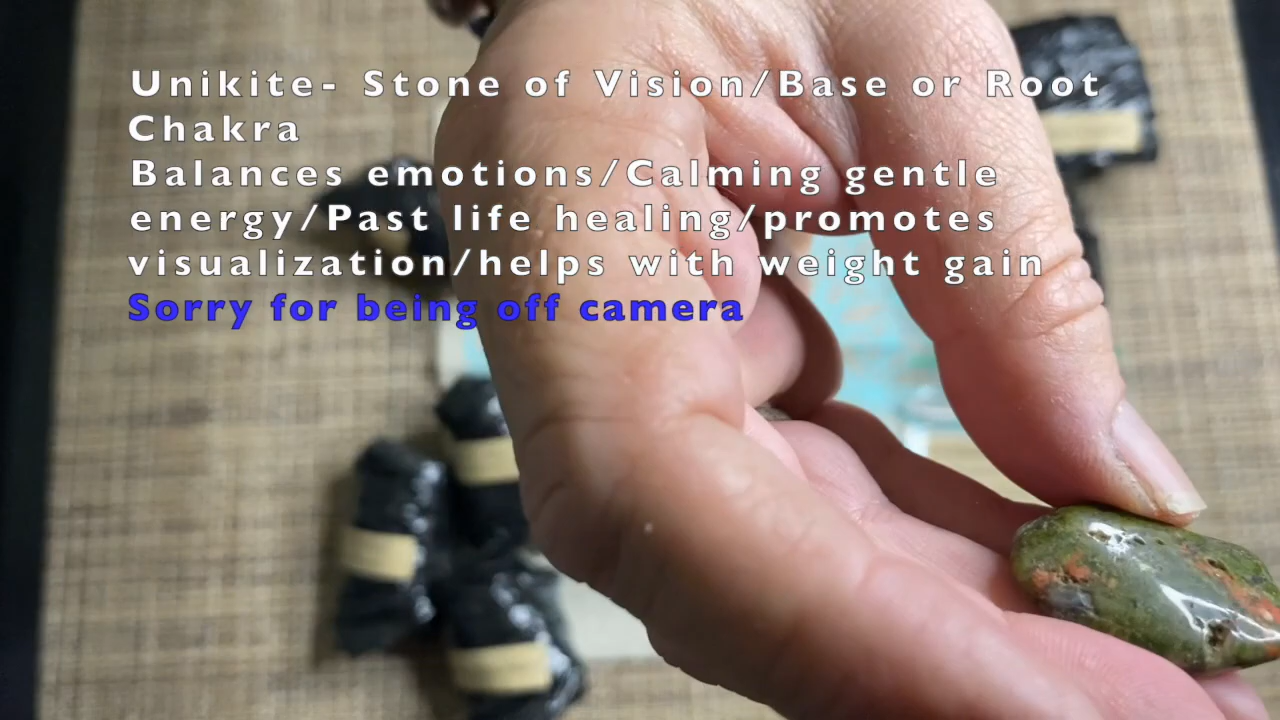 Unikite- Stone of Vision/Base or Root
Chakra
Balances emotions/Calming gentle
energy/Past life healing/promotes
visualization/helps with weight gain
Sorry for being off camera